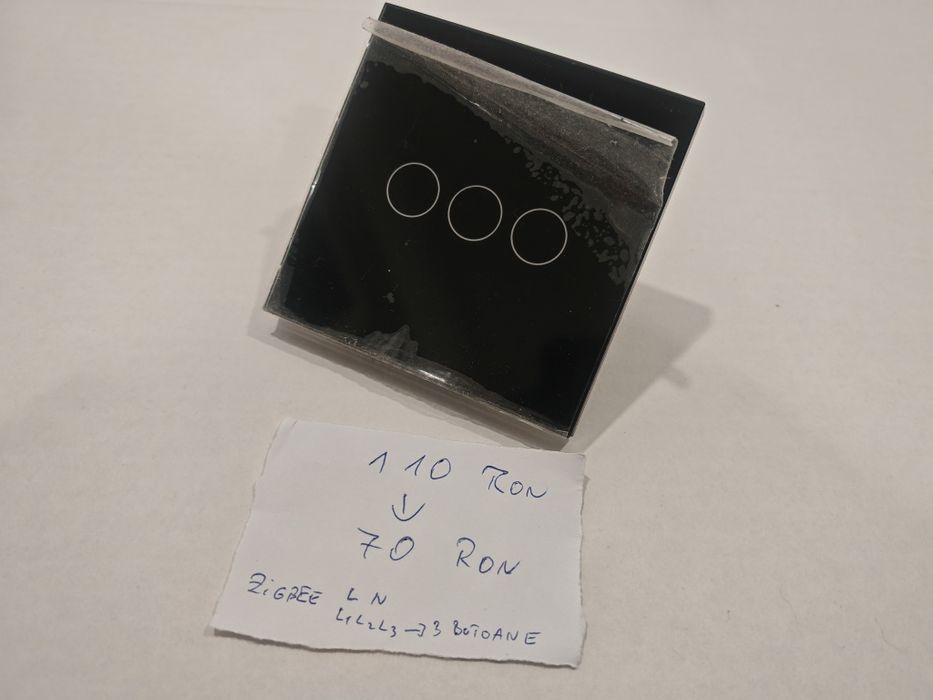 110 RON
↓
70 RON
ZIGBEE L N
L1L2L3 → 3 BUTOANE